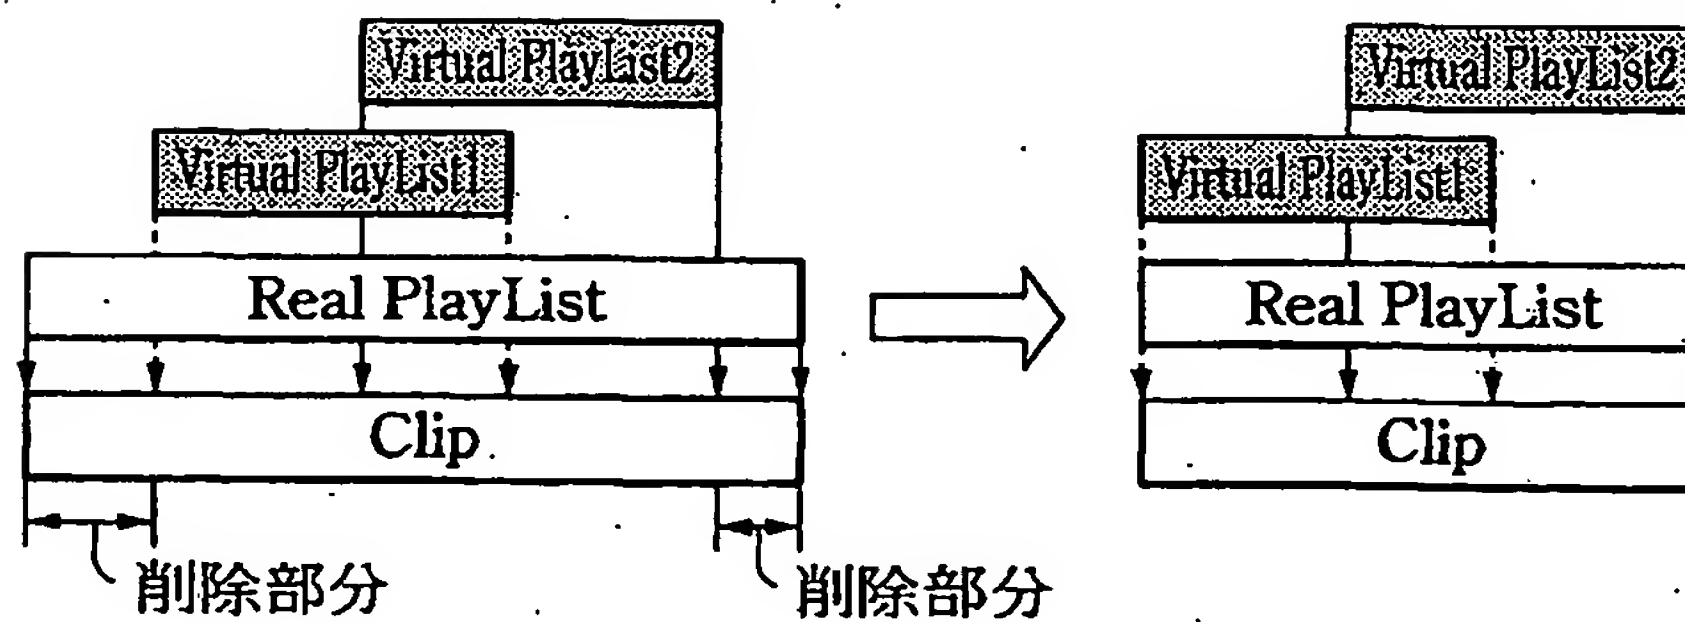 Virtual PlayList2
Virtual PlayList1
Real PlayList
Clip
削除部分
削除部分
Virtual PlayList2
Virtual PlayList1
Real PlayList
Clip